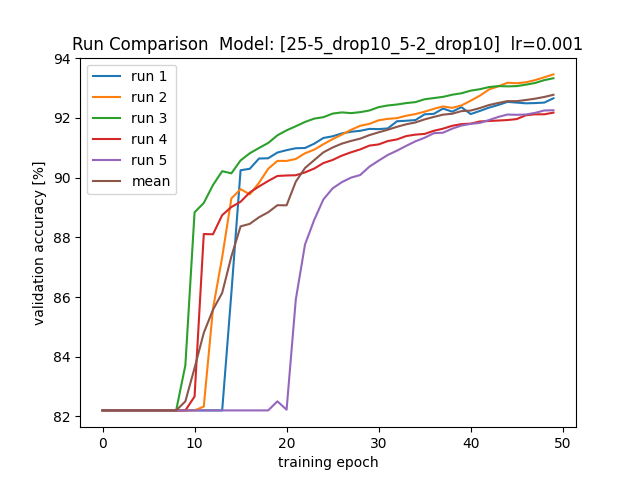 Run Comparison  Model: [25-5_drop10_5-2_drop10]  lr=0.001
validation accuracy [%]
94
92
90
88
86
84
82
run 1
run 2
run 3
run 4
run 5
mean
0
10
20
30
40
50
training epoch